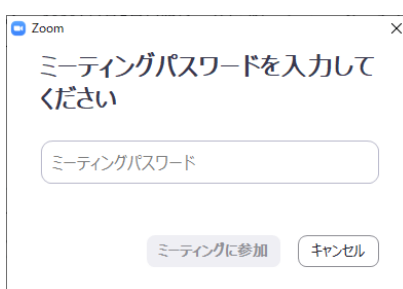 Zoom
ミーティングパスワードを入力して
ください
ミーティングパスワード
ミーティングに参加
キャンセル